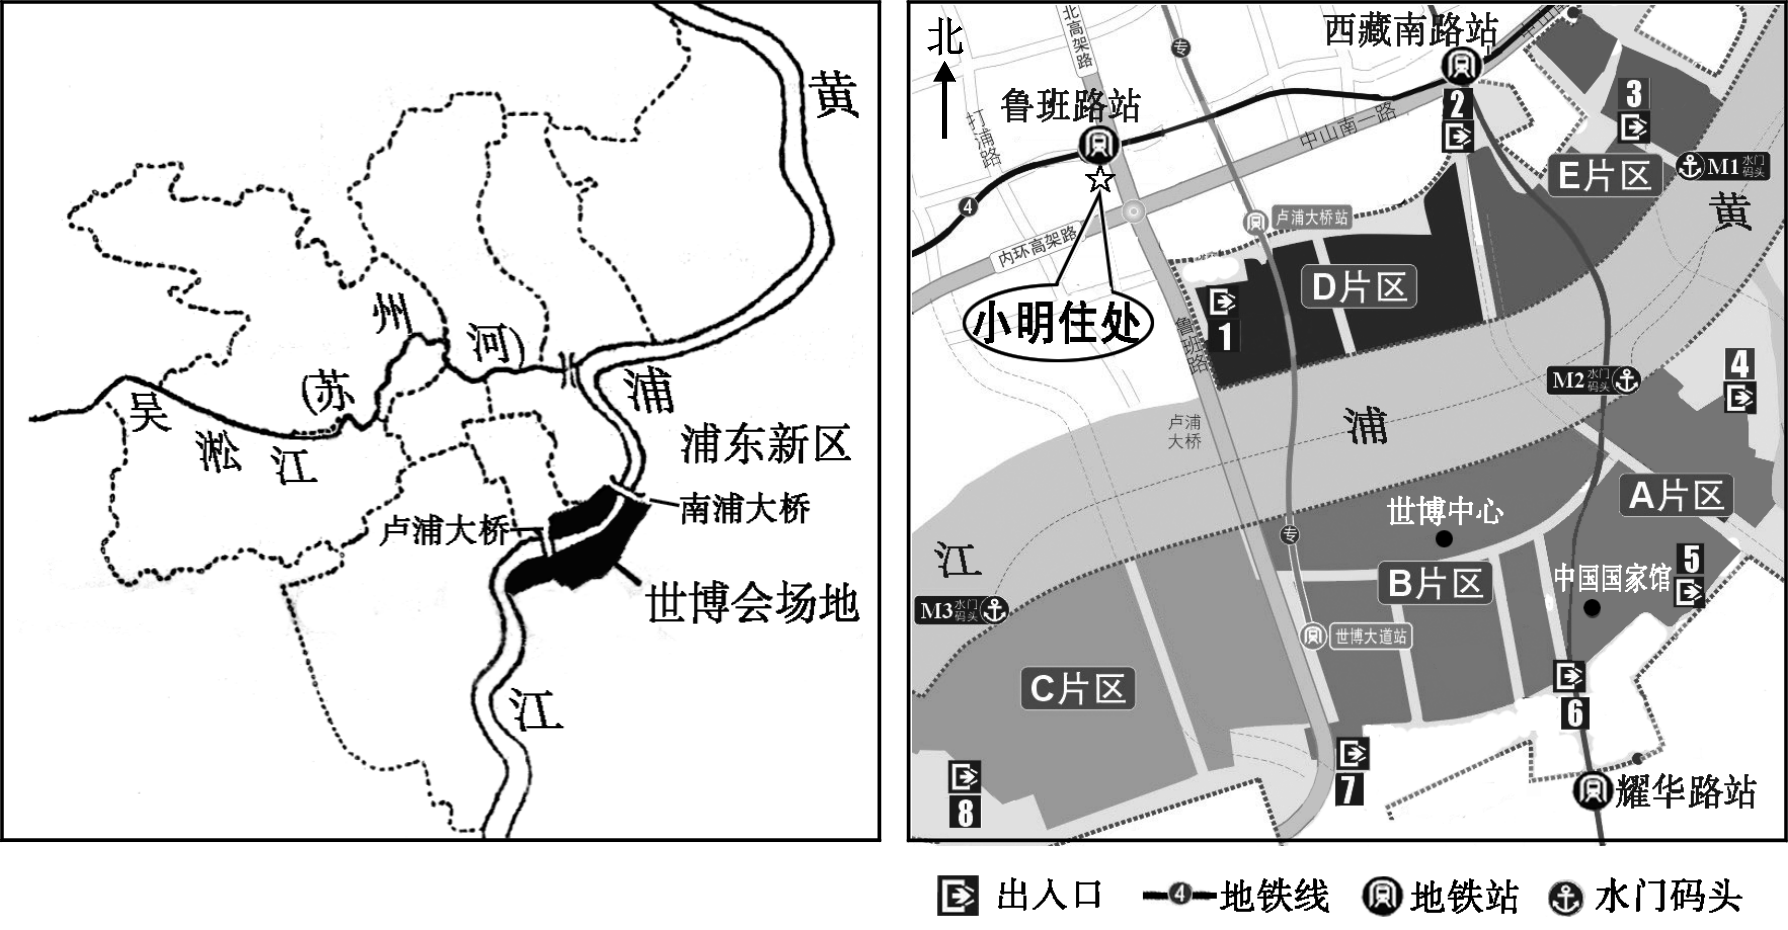 黄
州
河)
(苏
吴
淞
江
浦
浦东新区
南浦大桥
卢浦大桥
世博会场地
江
北
北高架路
专
西藏南路站
鲁班路站
打浦路
4
2
3
中山南一路
E片区
M1水门码头
黄
卢浦大桥站
内环高架路
D片区
小明住处
1
鲁班路
4
M2水门码头
浦
卢浦大桥
A片区
世博中心
江
专
5
中国国家馆
B片区
M3水门码头
世博大道站
C片区
6
7
8
耀华路站
出入口
4
地铁线
地铁站
水门码头